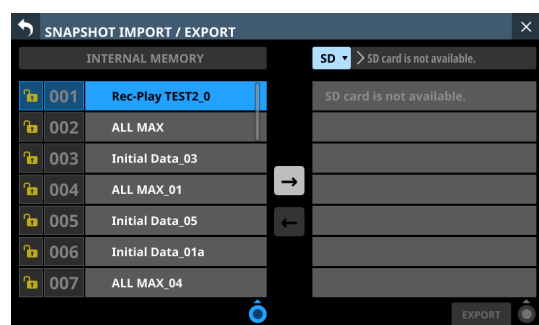 SNAPSHOT IMPORT / EXPORT
INTERNAL MEMORY
SD
SD card is not available.
001 Rec-Play TEST2_0
002 ALL MAX
003 Initial Data_03
004 ALL MAX_01
005 Initial Data_05
006 Initial Data_01a
007 ALL MAX_04
SD card is not available.
EXPORT